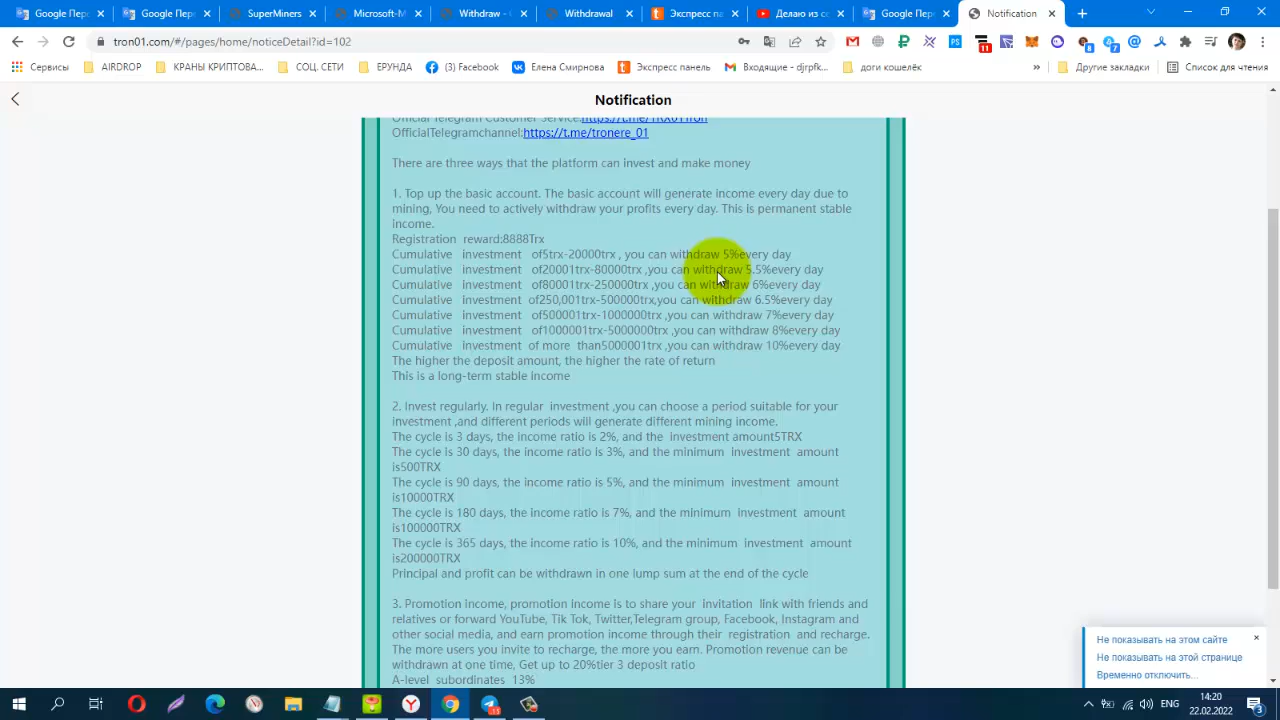 Google Пер
Google Пер
SuperMiners
Microsoft-M
Withdraw - C
Withdrawal
Экспресс па
Делаю из со
Google Пер
Notification
tron01.com/#/pages/home/noticeDetail?id=102
Сервисы
AIRDROP
КРАНЫ КРИПТОВА...
СОЦ. СЕТИ
ЕРУНДА
(3) Facebook
Елена Смирнова
Экспресс панель
Входящие - djrpfk...
доги кошелёк
»
Другие закладки
Список для чтения
Notification
Official Telegram Customer Service:https://t.me/TRX01Tron
OfficialTelegramchannel:https://t.me/tronere_01
There are three ways that the platform can invest and make money
1. Top up the basic account. The basic account will generate income every day due to
mining, You need to actively withdraw your profits every day. This is permanent stable
income.
Registration reward:8888Trx
Cumulative investment of5trx-20000trx , you can withdraw 5%every day
Cumulative investment of20001trx-80000trx ,you can withdraw 5.5%every day
Cumulative investment of80001trx-250000trx ,you can withdraw 6%every day
Cumulative investment of250,001trx-500000trx,you can withdraw 6.5%every day
Cumulative investment of500001trx-1000000trx ,you can withdraw 7%every day
Cumulative investment of1000001trx-5000000trx ,you can withdraw 8%every day
Cumulative investment of more than5000001trx ,you can withdraw 10%every day
The higher the deposit amount, the higher the rate of return
This is a long-term stable income
2. Invest regularly. In regular investment ,you can choose a period suitable for your
investment ,and different periods will generate different mining income.
The cycle is 3 days, the income ratio is 2%, and the investment amount5TRX
The cycle is 30 days, the income ratio is 3%, and the minimum investment amount
is500TRX
The cycle is 90 days, the income ratio is 5%, and the minimum investment amount
is10000TRX
The cycle is 180 days, the income ratio is 7%, and the minimum investment amount
is100000TRX
The cycle is 365 days, the income ratio is 10%, and the minimum investment amount
is200000TRX
Principal and profit can be withdrawn in one lump sum at the end of the cycle
3. Promotion income, promotion income is to share your invitation link with friends and
relatives or forward YouTube, Tik Tok, Twitter,Telegram group, Facebook, Instagram and
other social media, and earn promotion income through their registration and recharge.
The more users you invite to recharge, the more you earn. Promotion revenue can be
withdrawn at one time, Get up to 20%tier 3 deposit ratio
A-level subordinates 13%
Не показывать на этом сайте
Не показывать на этой странице
Временно отключить...
ENG
14:20
22.02.2022